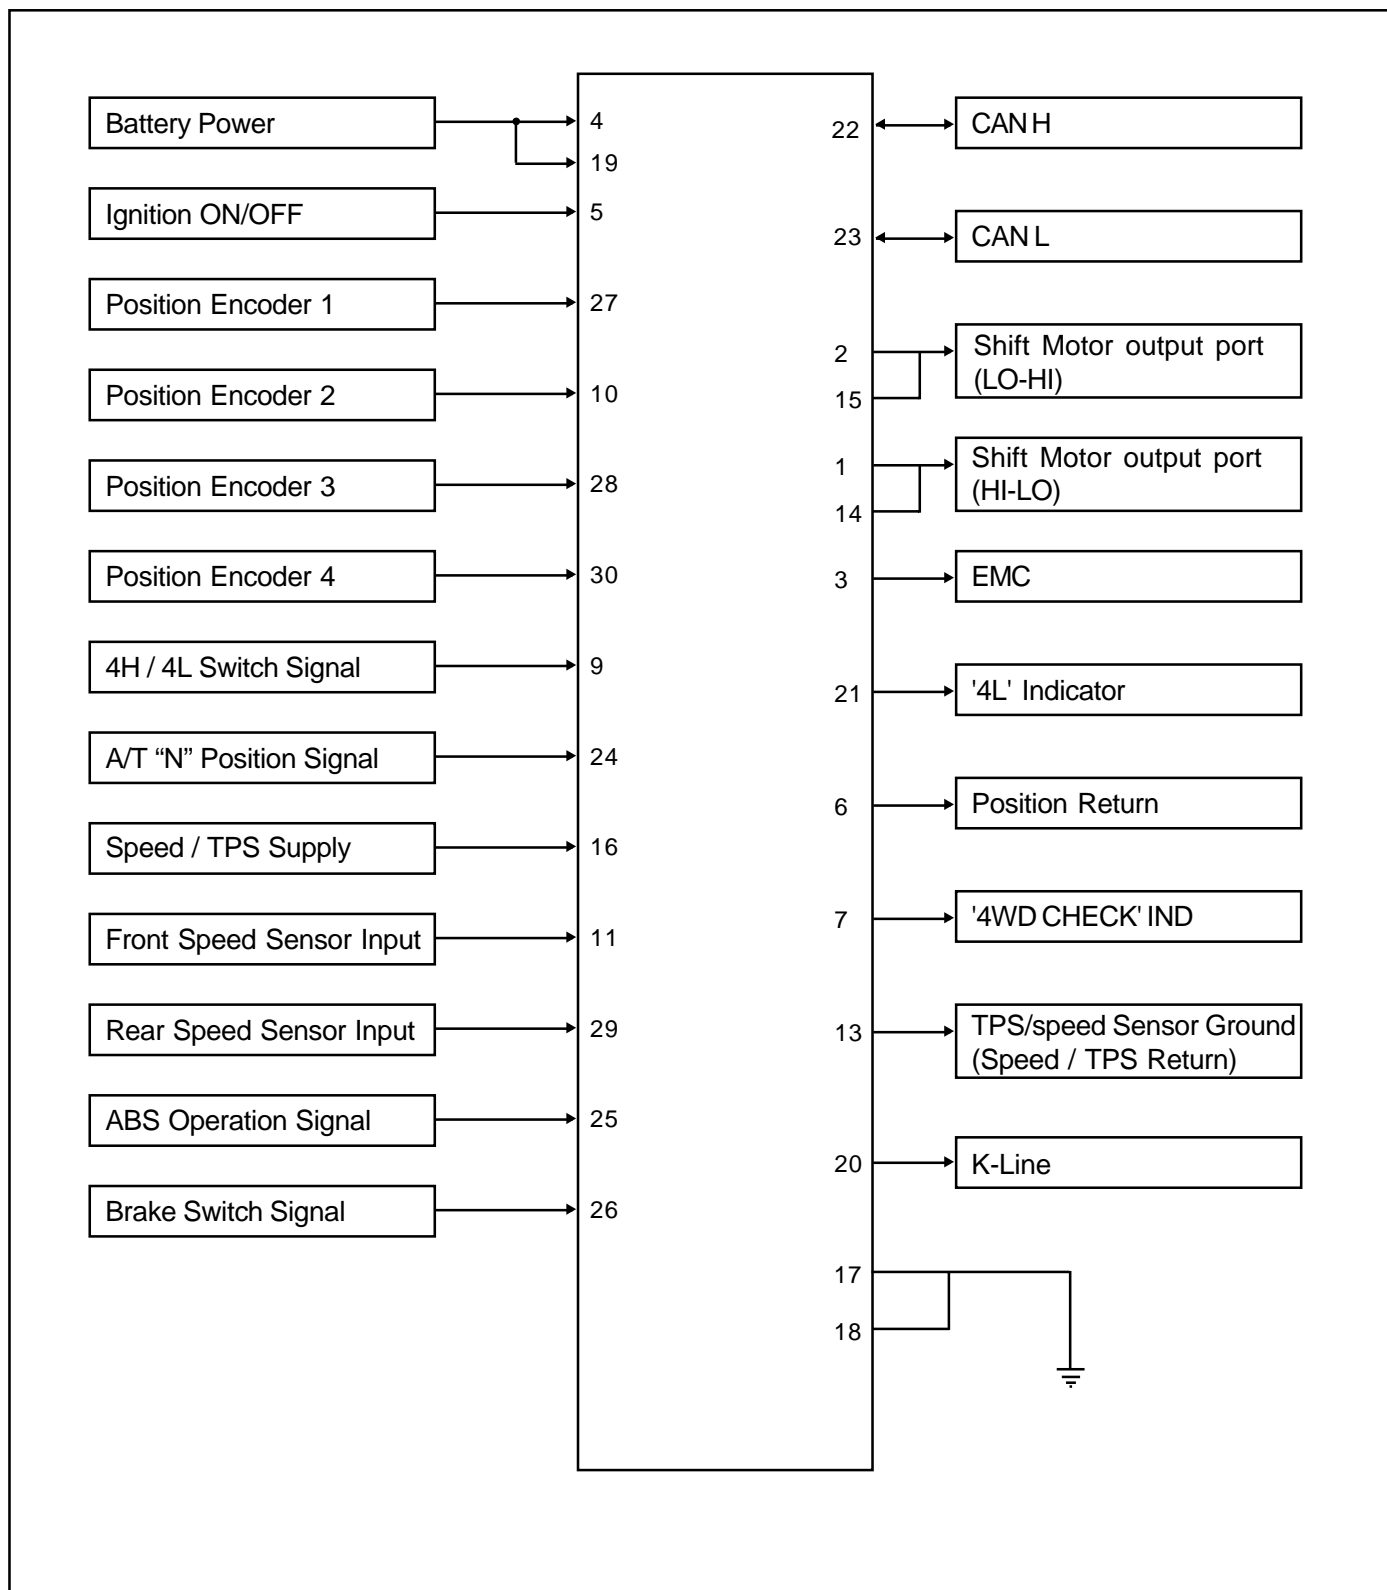 Battery Power
4
19
Ignition ON/OFF
5
Position Encoder 1
27
Position Encoder 2
10
Position Encoder 3
28
Position Encoder 4
30
4H / 4L Switch Signal
9
A/T “N” Position Signal
24
Speed / TPS Supply
16
Front Speed Sensor Input
11
Rear Speed Sensor Input
29
ABS Operation Signal
25
Brake Switch Signal
26
22
CAN H
23
CAN L
2
15
Shift Motor output port
(LO-HI)
1
14
Shift Motor output port
(HI-LO)
3
EMC
21
'4L' Indicator
6
Position Return
7
'4WD CHECK' IND
13
TPS/speed Sensor Ground
(Speed / TPS Return)
20
K-Line
17
18